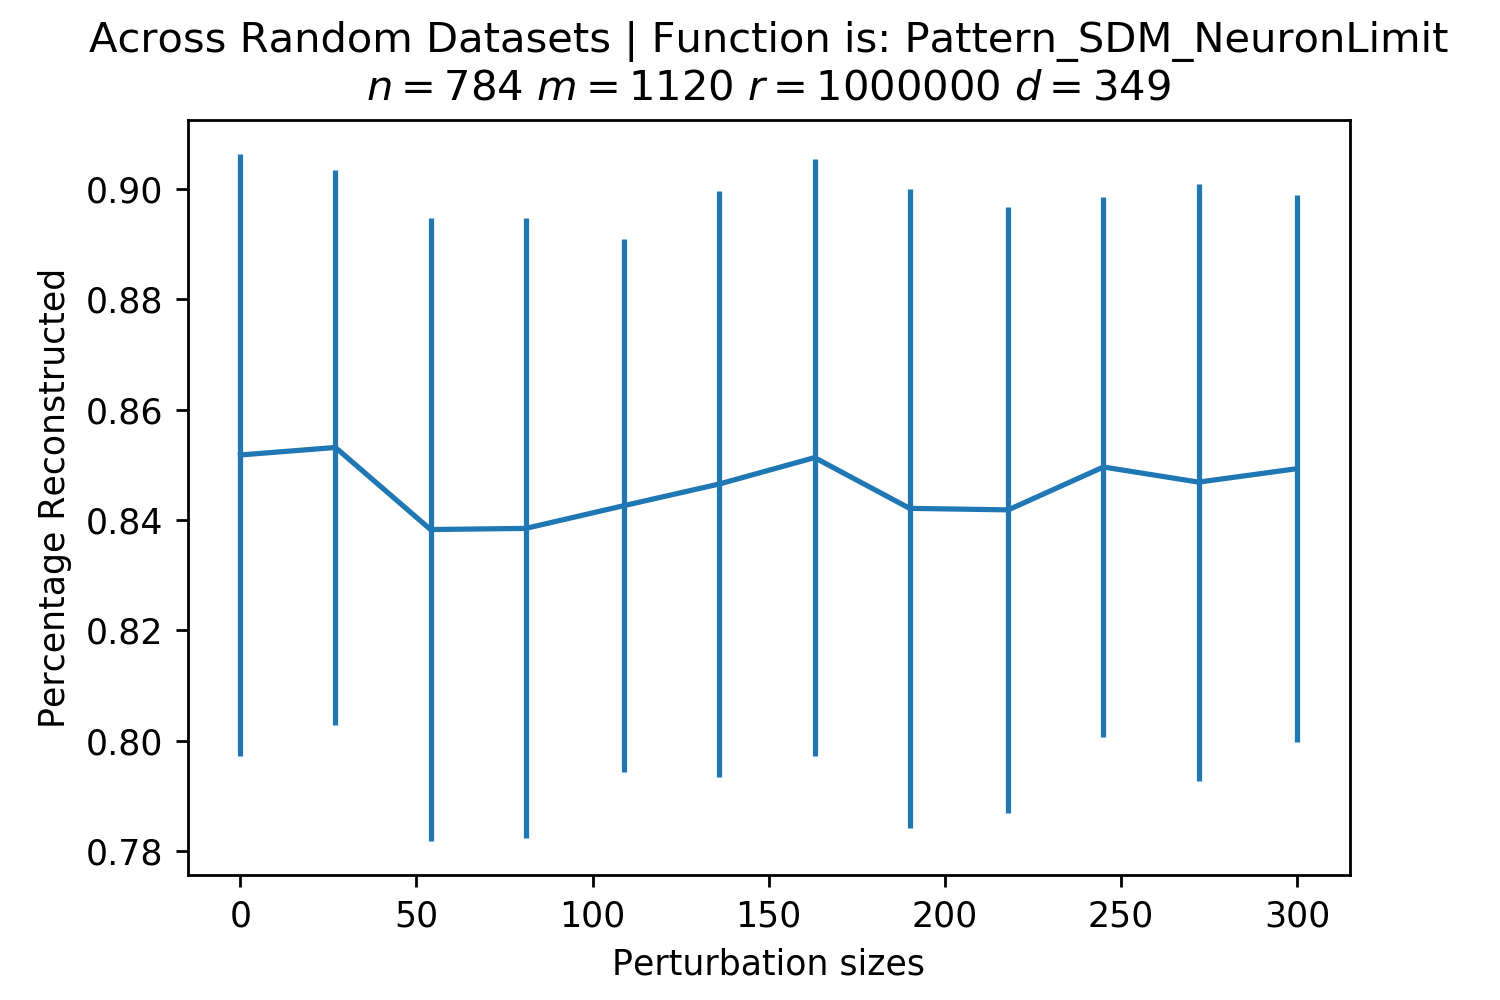 Across Random Datasets | Function is: Pattern_SDM_NeuronLimit
n = 784 m = 1120 r = 1000000 d = 349
Percentage Reconstructed
0.90
0.88
0.86
0.84
0.82
0.80
0.78
0 50 100 150 200 250 300
Perturbation sizes